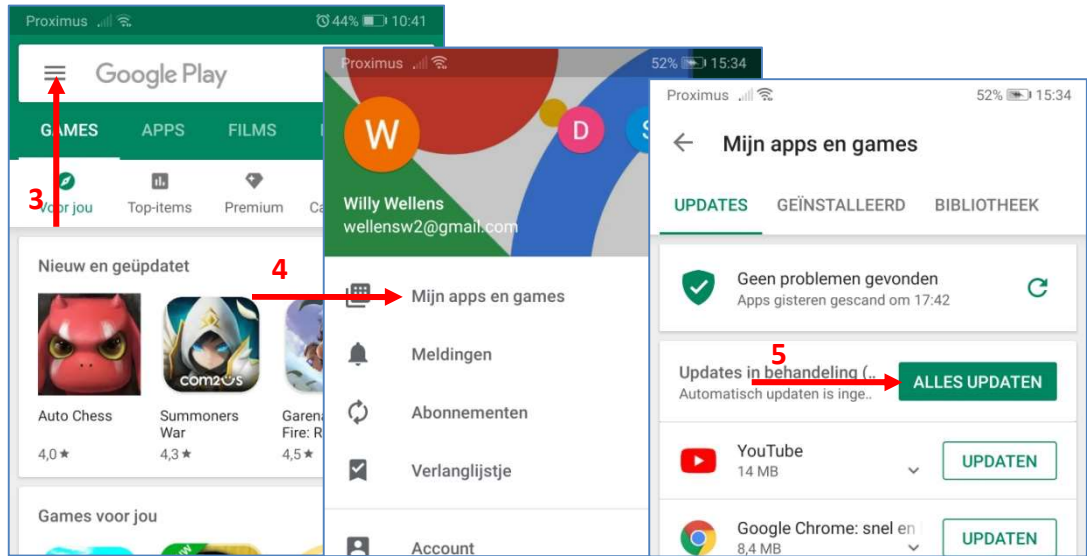 Proximus 44% 10:41
Google Play
GAMES APPS FILMS
3
Voor jou Top-items Premium
Nieuw en geüpdatet
com2us
Auto Chess
4,0★
Summoners
War
4,3★
Garena
Fire: R
4,5★
Games voor jou
Proximus 52% 15:34
W D S
Willy Wellens
wellensw2@gmail.com
4
Mijn apps en games
Meldingen
Abonnementen
Verlanglijstje
Account
Proximus 52% 15:34
Mijn apps en games
UPDATES GEÏNSTALLEERD BIBLIOTHEEK
Geen problemen gevonden
Apps gisteren gescand om 17:42
5
Updates in behandeling (..
Automatisch updaten is inge..
ALLES UPDATEN
YouTube
14 MB
UPDATEN
Google Chrome: snel en
8,4 MB
UPDATEN